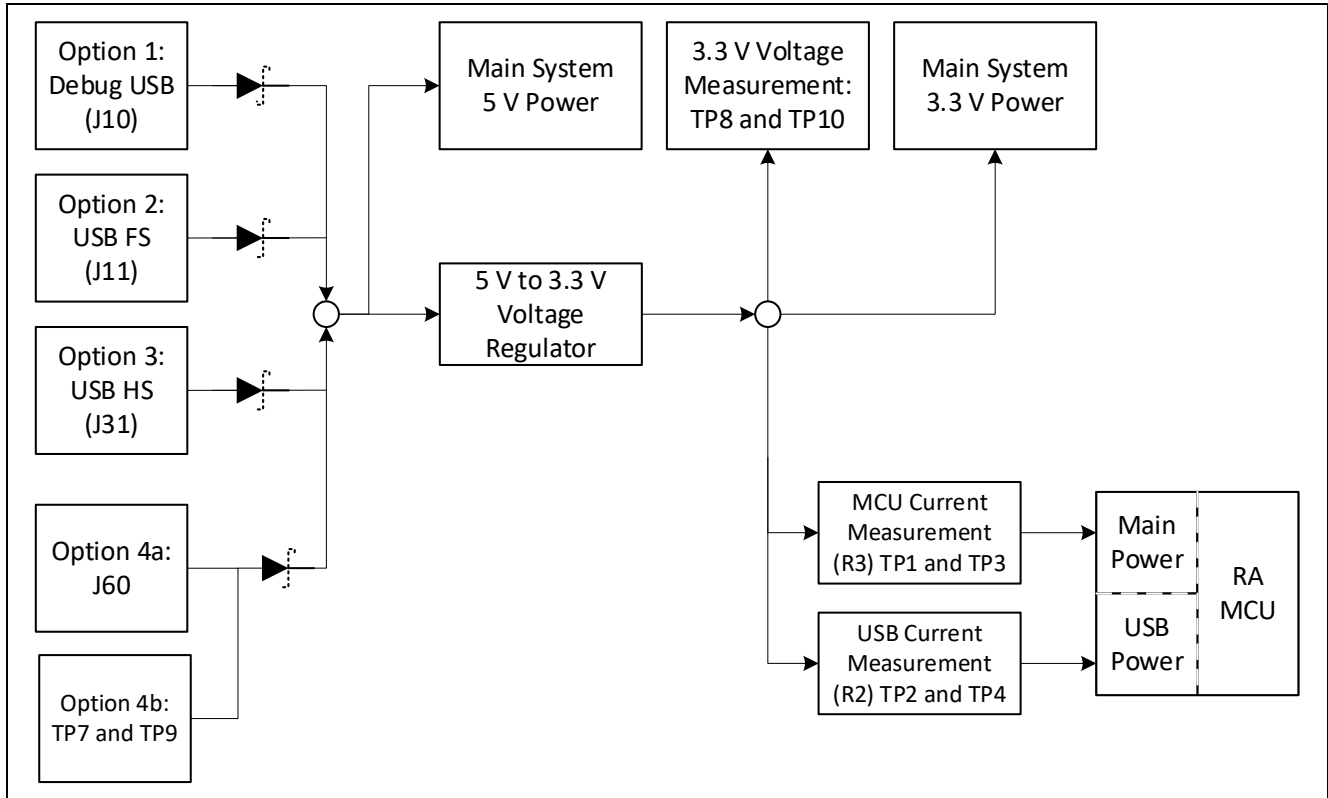 Option 1:
Debug USB
(J10)
Option 2:
USB FS
(J11)
Option 3:
USB HS
(J31)
Option 4a:
J60
Option 4b:
TP7 and TP9
Main System
5 V Power
5 V to 3.3 V
Voltage
Regulator
3.3 V Voltage
Measurement:
TP8 and TP10
Main System
3.3 V Power
MCU Current
Measurement
(R3) TP1 and TP3
USB Current
Measurement
(R2) TP2 and TP4
Main
Power
USB
Power
RA
MCU